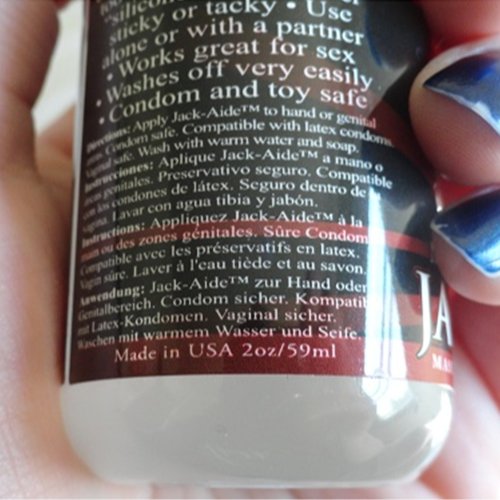 "silicon
sticky or tacky • Use
alone or with a partner
• Works great for sex
• Washes off very easily
• Condom and toy safe
Directions: Apply Jack-Aide™ to hand or genital
area. Condom safe. Compatible with latex condoms.
Vaginal safe. Wash with warm water and soap.
Instrucciones: Aplique Jack-Aide™ a mano o
areas genitales. Preservativo seguro. Compatible
con los condones de látex. Seguro dentro de la
vagina. Lavar con agua tibia y jabón.
Instructions: Appliquez Jack-Aide™ à la
main ou des zones génitales. Sûre Condom
Compatible avec les préservatifs en latex.
Vagin sûre. Laver à l'eau tiède et au savon.
Anwendung: Jack-Aide™ zur Hand oder
Genitalbereich. Condom sicher. Kompatib
mit Latex-Kondomen. Vaginal sicher.
Waschen mit warmem Wasser und Seife.
Made in USA 2oz/59ml
JA
MA